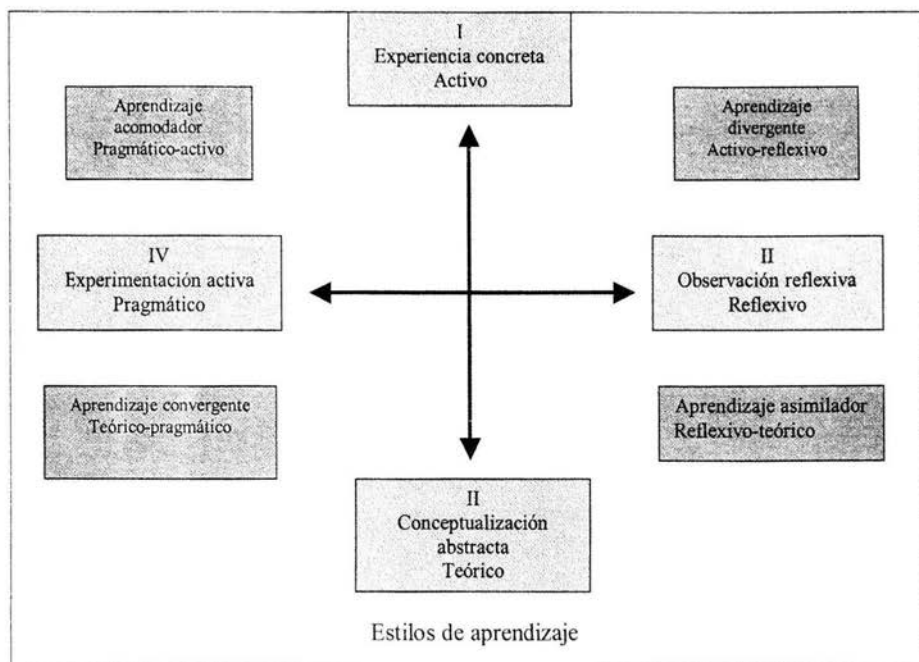 I
Experiencia concreta
Activo
Aprendizaje
acomodador
Pragmático-activo
Aprendizaje
divergente
Activo-reflexivo
IV
Experimentación activa
Pragmático
II
Observación reflexiva
Reflexivo
Aprendizaje convergente
Teórico-pragmático
Aprendizaje asimilador
Reflexivo-teórico
II
Conceptualización
abstracta
Teórico
Estilos de aprendizaje